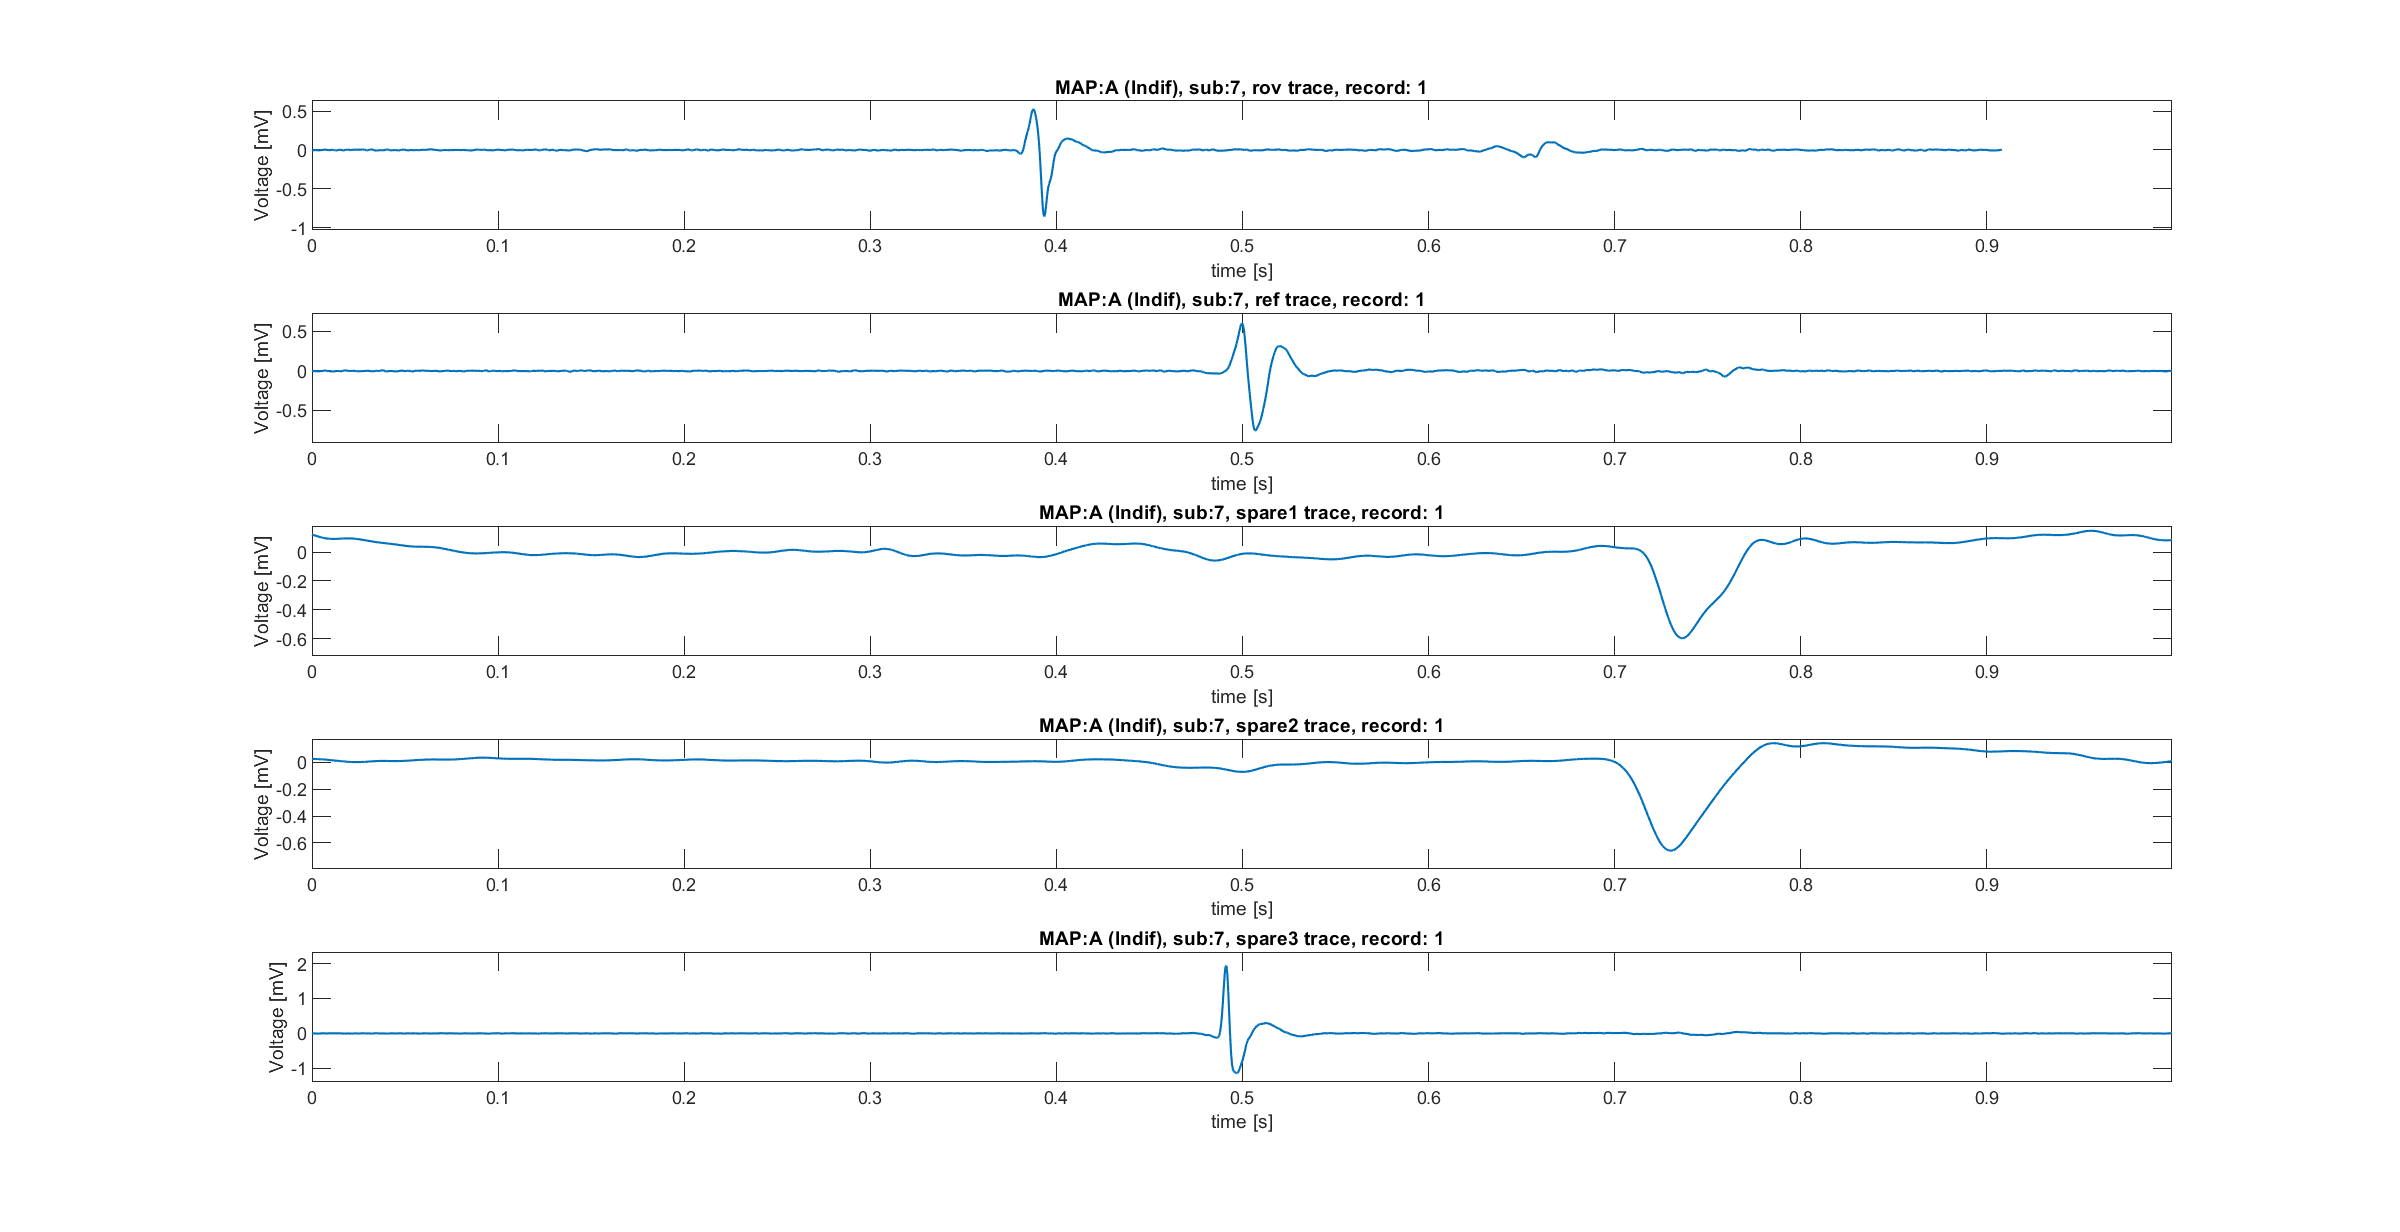 MAP:A (Indif), sub:7, rov trace, record: 1
Voltage [mV]
0.5
0
-0.5
-1
0 0.1 0.2 0.3 0.4 0.5 0.6 0.7 0.8 0.9
time [s]
MAP:A (Indif), sub:7, ref trace, record: 1
Voltage [mV]
0.5
0
-0.5
0 0.1 0.2 0.3 0.4 0.5 0.6 0.7 0.8 0.9
time [s]
MAP:A (Indif), sub:7, spare1 trace, record: 1
Voltage [mV]
0
-0.2
-0.4
-0.6
0 0.1 0.2 0.3 0.4 0.5 0.6 0.7 0.8 0.9
time [s]
MAP:A (Indif), sub:7, spare2 trace, record: 1
Voltage [mV]
0
-0.2
-0.4
-0.6
0 0.1 0.2 0.3 0.4 0.5 0.6 0.7 0.8 0.9
time [s]
MAP:A (Indif), sub:7, spare3 trace, record: 1
Voltage [mV]
2
1
0
-1
0 0.1 0.2 0.3 0.4 0.5 0.6 0.7 0.8 0.9
time [s]